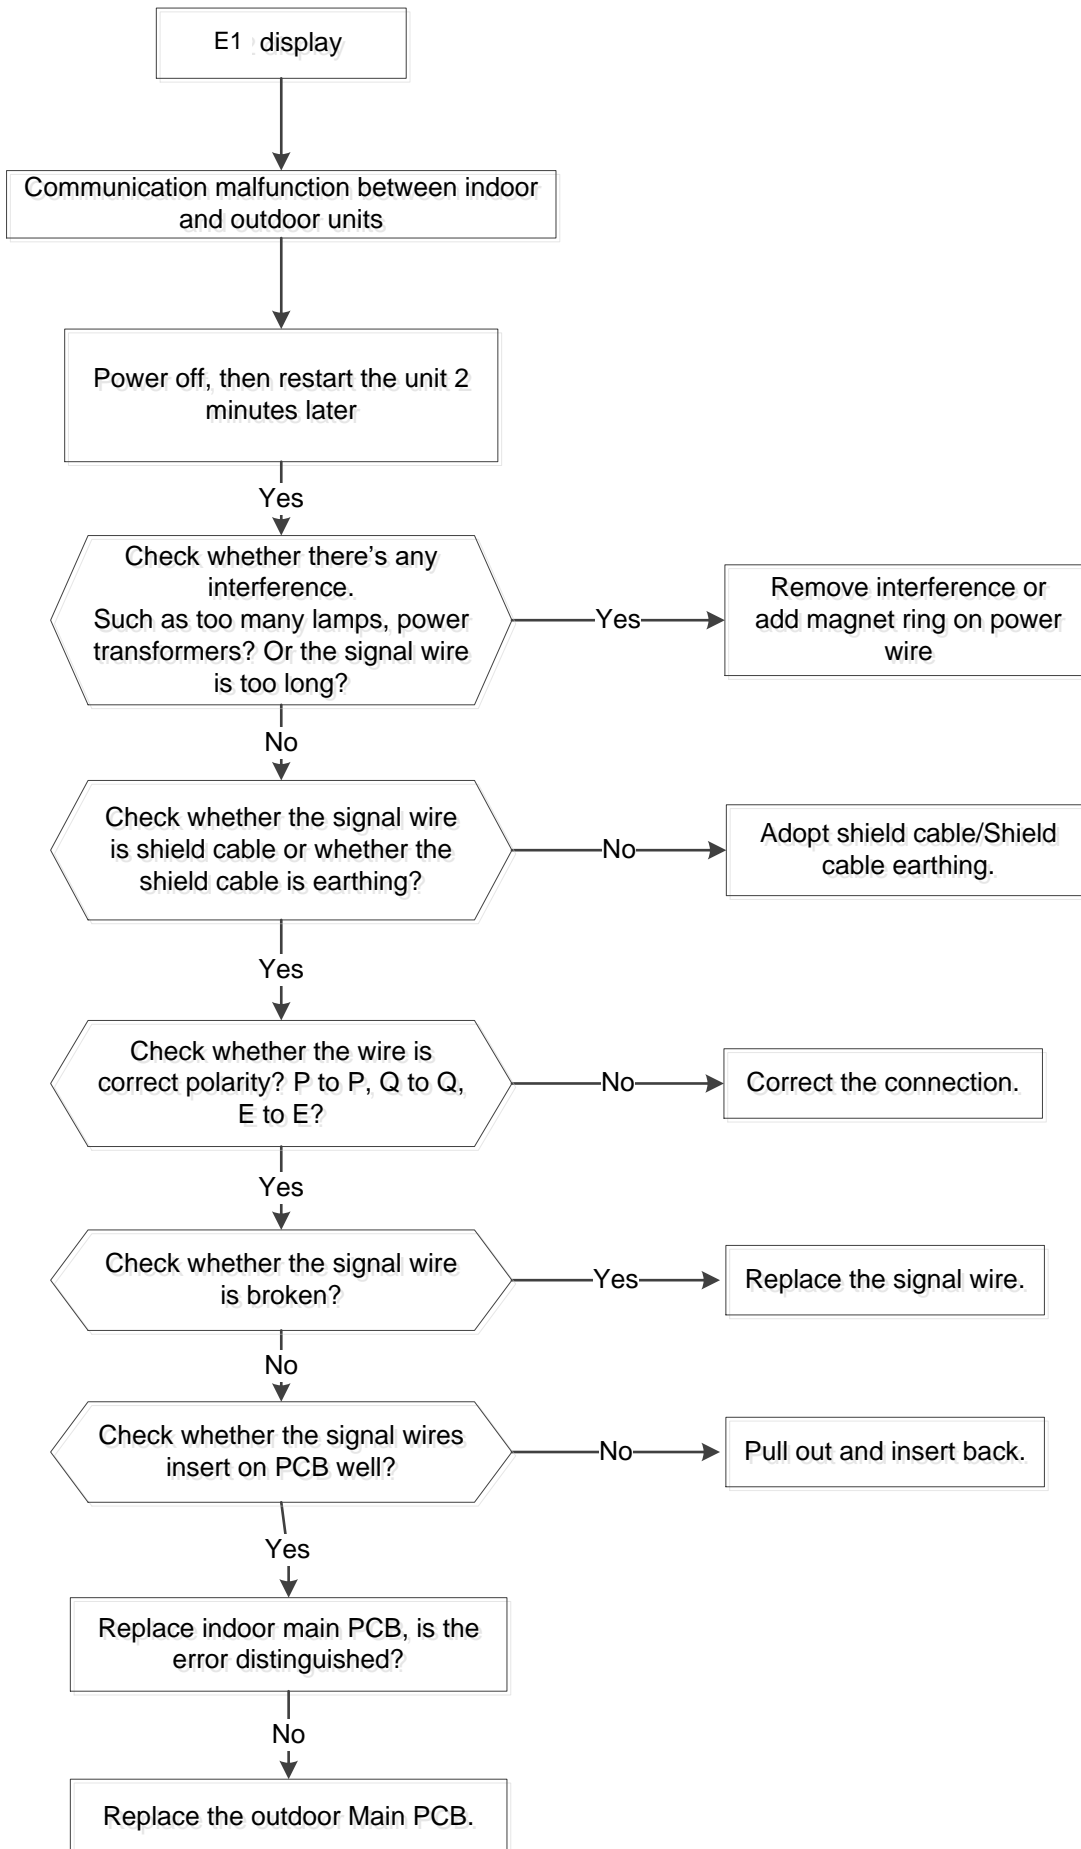 E1 display
Communication malfunction between indoor
and outdoor units
Power off, then restart the unit 2
minutes later
Yes
Check whether there’s any
interference.
Such as too many lamps, power
transformers? Or the signal wire
is too long?
Yes
Remove interference or
add magnet ring on power
wire
No
Check whether the signal wire
is shield cable or whether the
shield cable is earthing?
No
Adopt shield cable/Shield
cable earthing.
Yes
Check whether the wire is
correct polarity? P to P, Q to Q,
E to E?
No
Correct the connection.
Yes
Check whether the signal wire
is broken?
Yes
Replace the signal wire.
No
Check whether the signal wires
insert on PCB well?
No
Pull out and insert back.
Yes
Replace indoor main PCB, is the
error distinguished?
No
Replace the outdoor Main PCB.